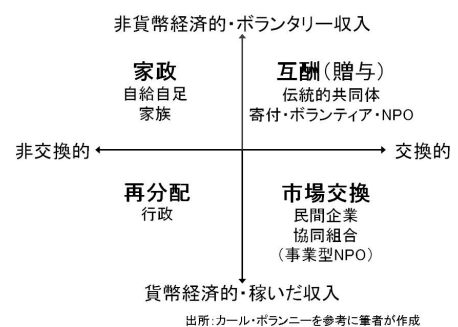 非貨幣経済的・ボランタリー収入
家政
自給自足
家族
互酬（贈与）
伝統的共同体
寄付・ボランティア・NPO
非交換的
交換的
再分配
行政
市場交換
民間企業
協同組合
（事業型NPO）
貨幣経済的・稼いだ収入
出所：カール・ポランニーを参考に筆者が作成